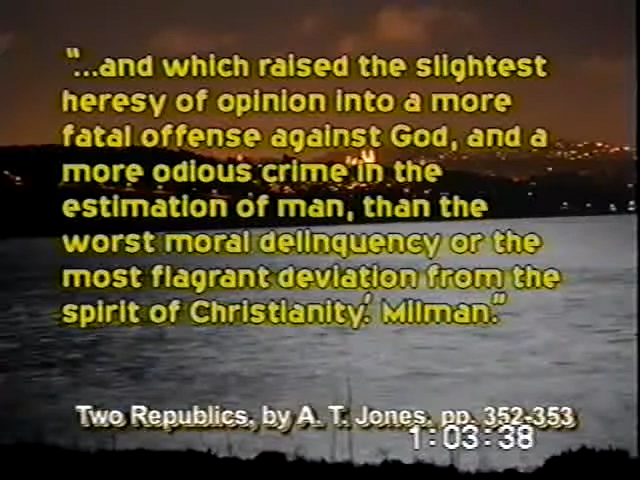 "...and which raised the slightest
heresy of opinion into a more
fatal offense against God, and a
more odious crime in the
estimation of man, than the
worst moral delinquency or the
most flagrant deviation from the
spirit of Christianity.' Milman."
Two Republics, by A. T. Jones, pp. 352-353
1:03:38